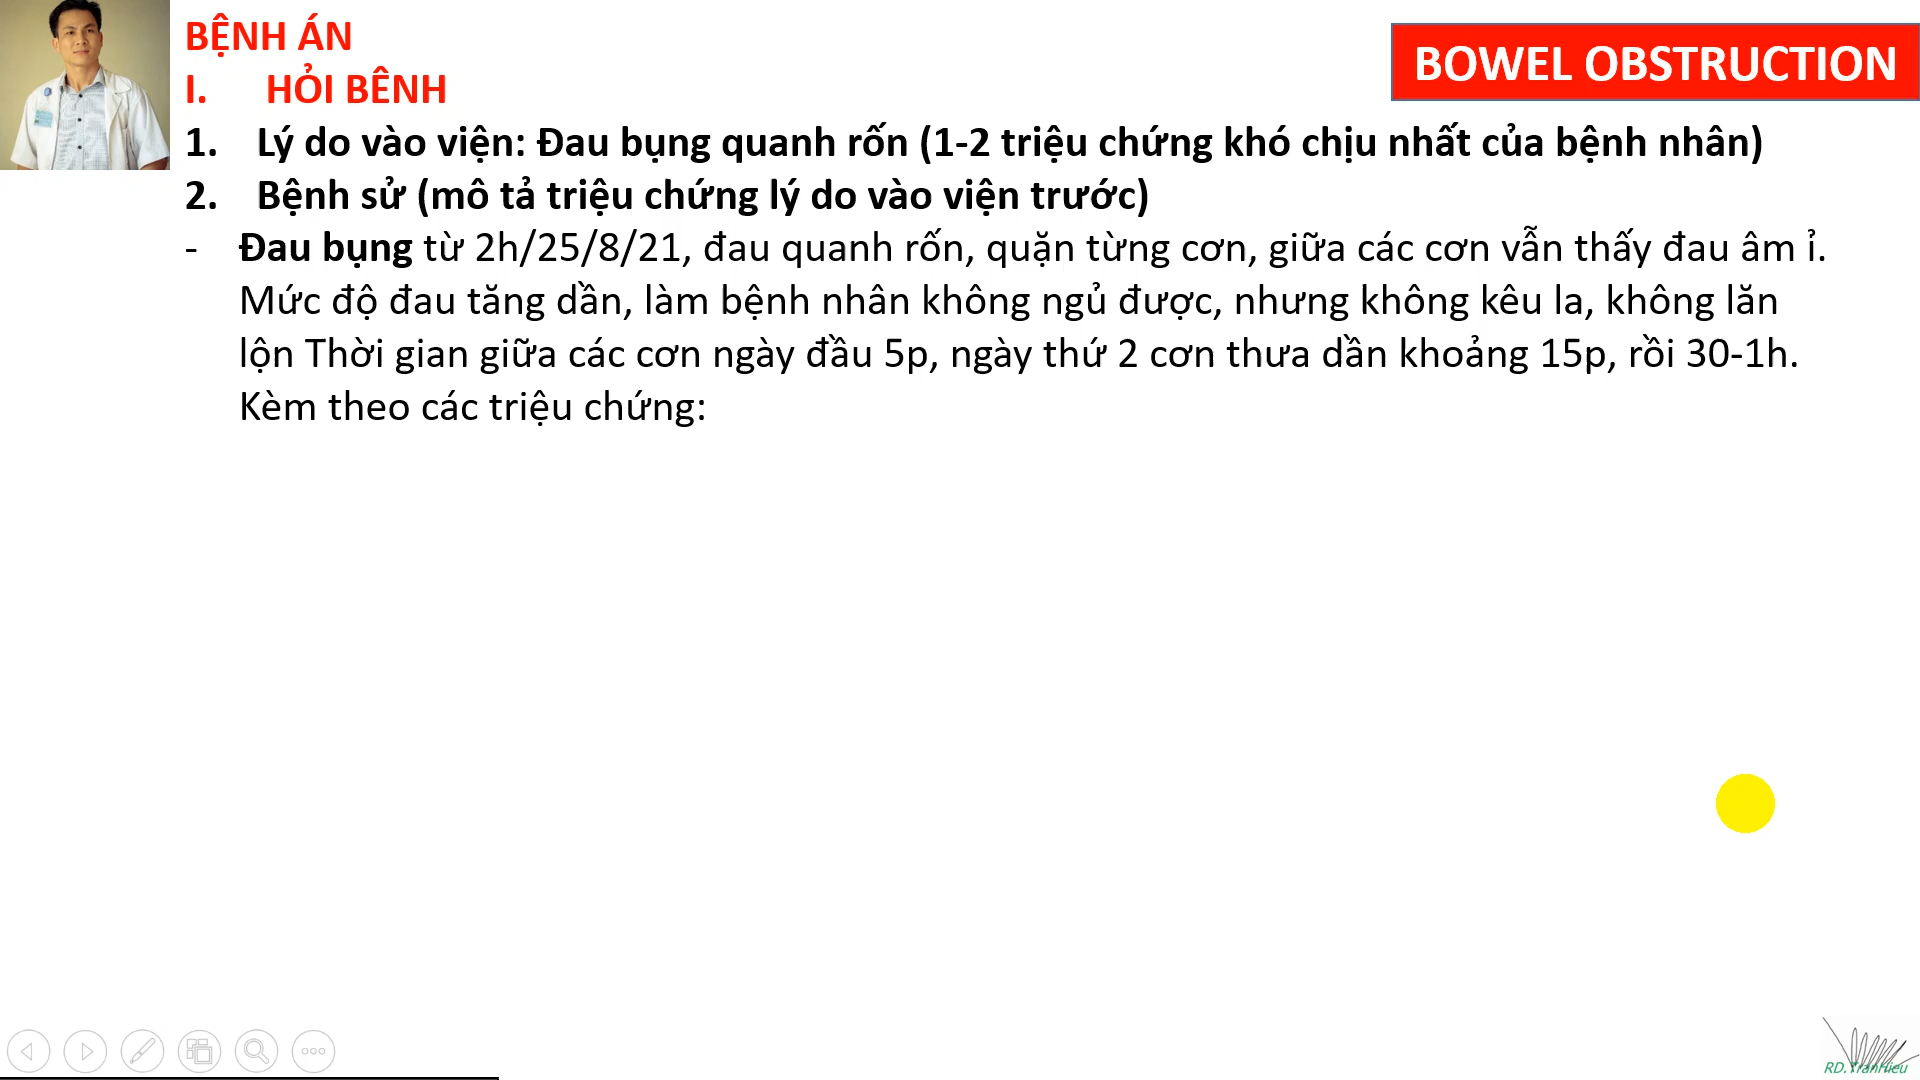 BỆNH ÁN
BOWEL OBSTRUCTION
I. HỎI BÊNH
1. Lý do vào viện: Đau bụng quanh rốn (1-2 triệu chứng khó chịu nhất của bệnh nhân)
2. Bệnh sử (mô tả triệu chứng lý do vào viện trước)
- Đau bụng từ 2h/25/8/21, đau quanh rốn, quặn từng cơn, giữa các cơn vẫn thấy đau âm ỉ.
Mức độ đau tăng dần, làm bệnh nhân không ngủ được, nhưng không kêu la, không lăn
lộn Thời gian giữa các cơn ngày đầu 5p, ngày thứ 2 cơn thưa dần khoảng 15p, rồi 30-1h.
Kèm theo các triệu chứng:
RD.TranHieu